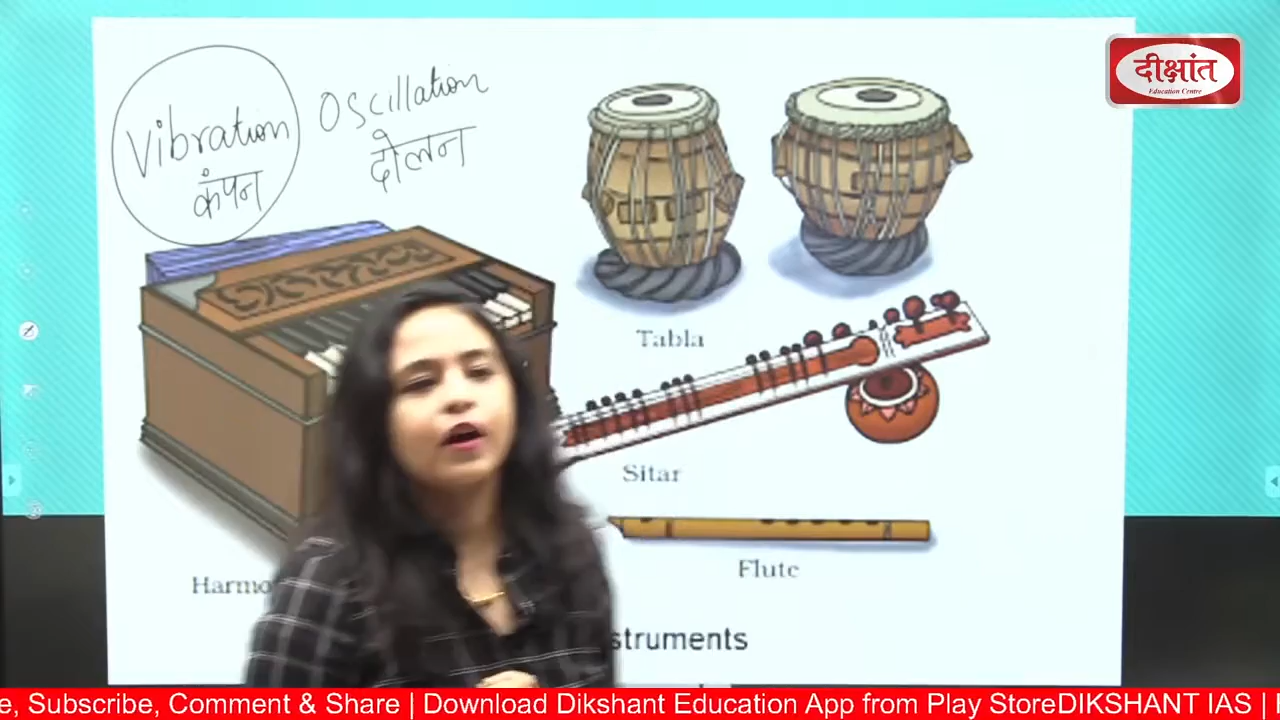 दीक्षांत
Education Centre
Vibration
कंपन
Oscillation
दोलन
Tabla
Sitar
Flute
Harmo
struments
e, Subscribe, Comment & Share | Download Dikshant Education App from Play StoreDIKSHANT IAS |